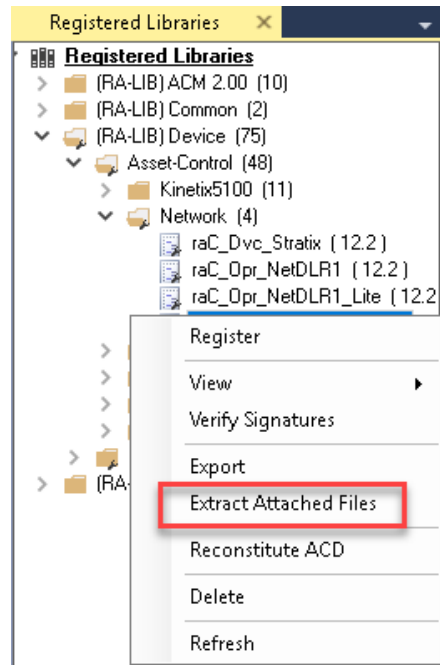 Registered Libraries
Registered Libraries
(RA-LIB) ACM 2.00 (10)
(RA-LIB) Common (2)
(RA-LIB) Device (75)
Asset-Control (48)
Kinetix5100 (11)
Network (4)
raC_Dvc_Stratix (12.2)
raC_Opr_NetDLR1 (12.2)
raC_Opr_NetDLR1_Lite (12.2
Register
View
Verify Signatures
Export
Extract Attached Files
(RA-
Reconstitute ACD
Delete
Refresh